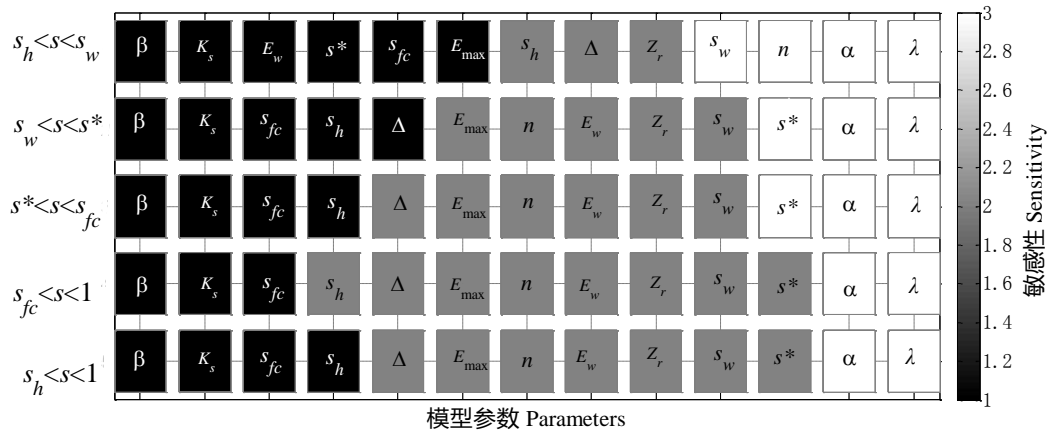 s_h<s<s_w β K_s E_w s* s_fc E_max s_h Δ Z_r s_w n α λ
s_w<s<s* β K_s s_fc s_h Δ E_max n E_w Z_r s_w s* α λ
s*<s<s_fc β K_s s_fc s_h Δ E_max n E_w Z_r s_w s* α λ
s_fc<s<1 β K_s s_fc s_h Δ E_max n E_w Z_r s_w s* α λ
s_h<s<1 β K_s s_fc s_h Δ E_max n E_w Z_r s_w s* α λ
模型参数 Parameters
3
2.8
2.6
2.4
2.2
2
1.8
1.6
1.4
1.2
1
敏感性 Sensitivity